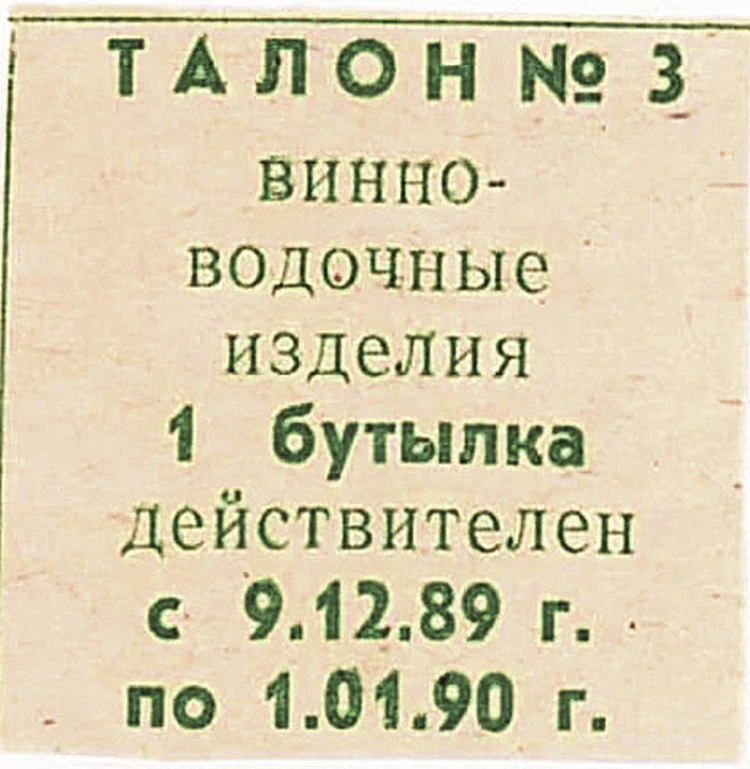 ТАЛОН № 3
винно-
водочные
изделия
1 бутылка
действителен
с 9.12.89 г.
по 1.01.90 г.